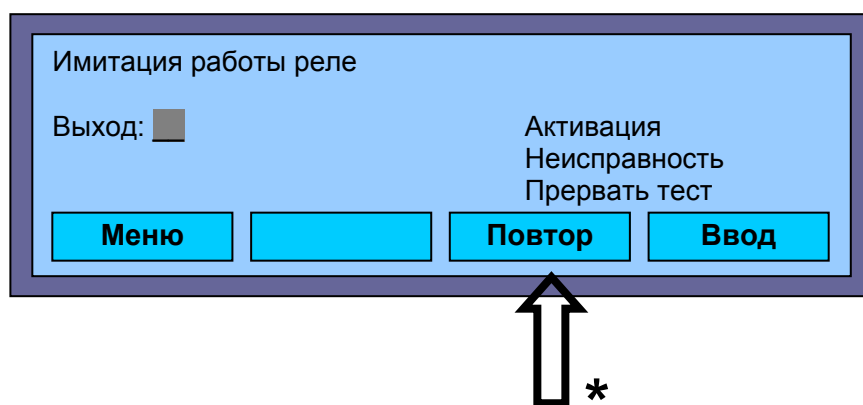 Имитация работы реле
Выход: Активация
Неисправность
Прервать тест
Меню Повтор Ввод
*